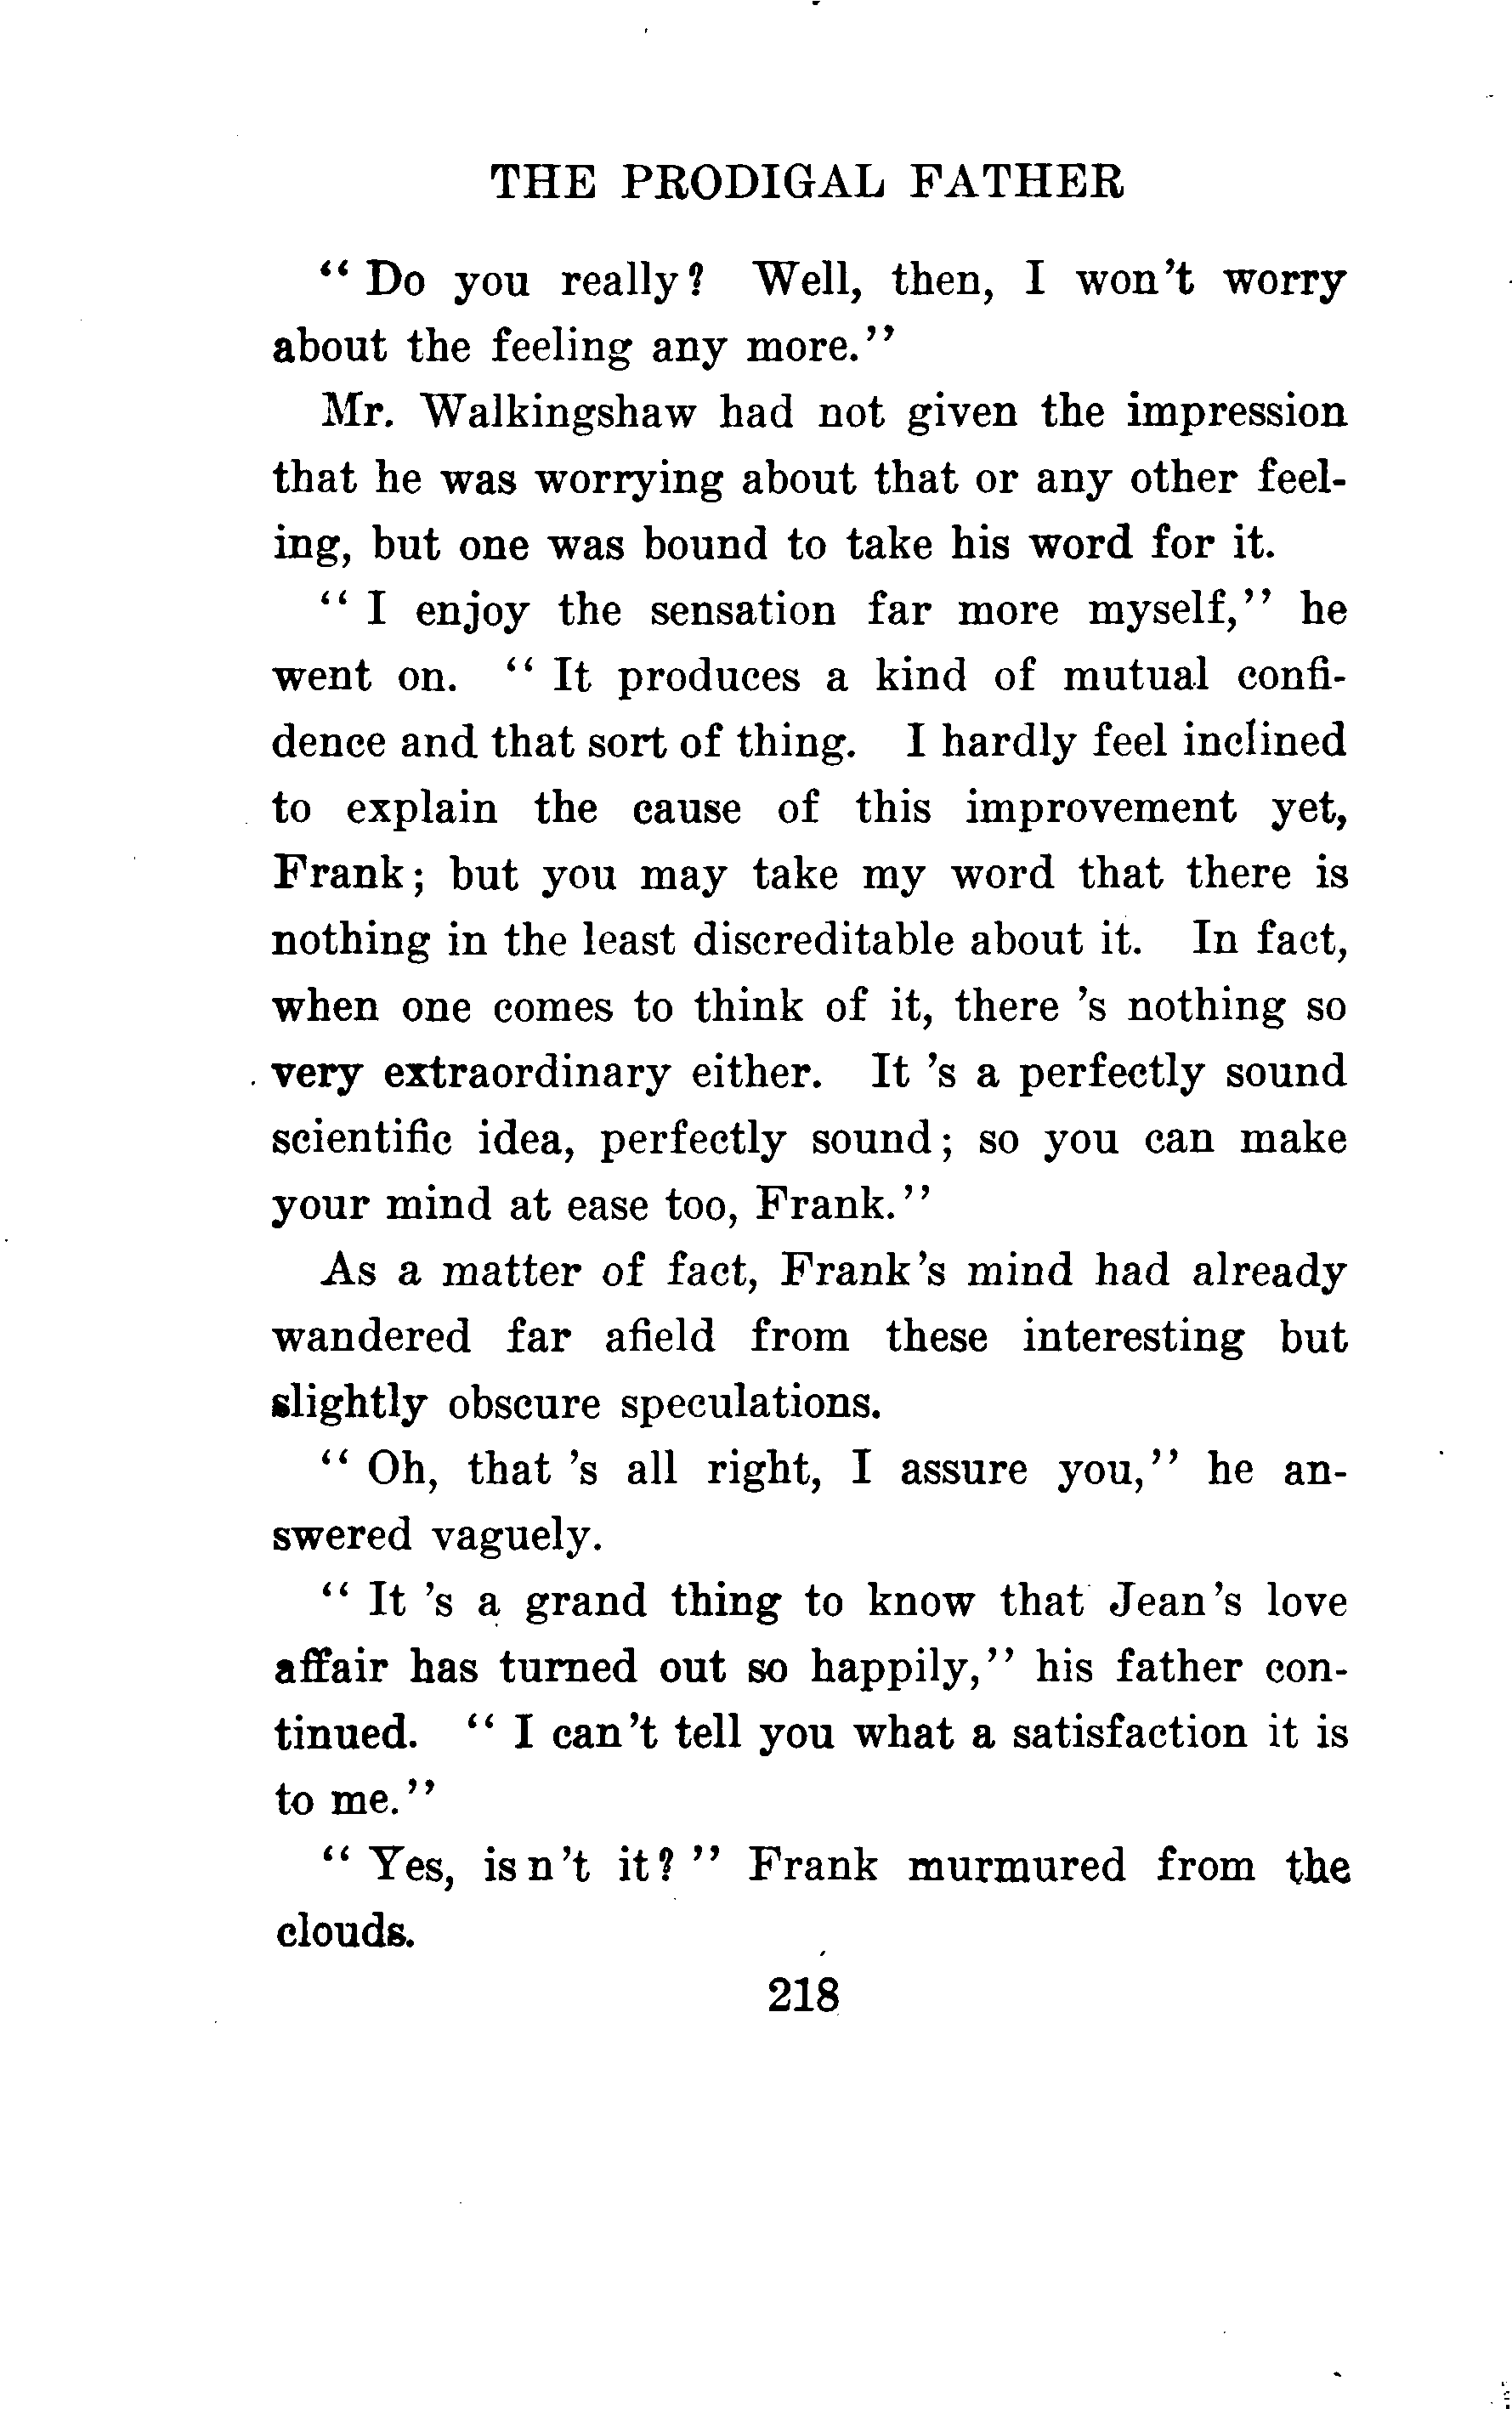 THE PRODIGAL FATHER
“ Do you really? Well, then, I won't worry
about the feeling any more.”
Mr. Walkingshaw had not given the impression
that he was worrying about that or any other feel-
ing, but one was bound to take his word for it.
“ I enjoy the sensation far more myself,” he
went on. “ It produces a kind of mutual confi-
dence and that sort of thing. I hardly feel inclined
to explain the cause of this improvement yet,
Frank; but you may take my word that there is
nothing in the least discreditable about it. In fact,
when one comes to think of it, there 's nothing so
very extraordinary either. It 's a perfectly sound
scientific idea, perfectly sound; so you can make
your mind at ease too, Frank.”
As a matter of fact, Frank's mind had already
wandered far afield from these interesting but
slightly obscure speculations.
“ Oh, that 's all right, I assure you,” he an-
swered vaguely.
“ It 's a grand thing to know that Jean's love
affair has turned out so happily,” his father con-
tinued. “ I can't tell you what a satisfaction it is
to me.”
“ Yes, isn't it? ” Frank murmured from the
clouds.
218